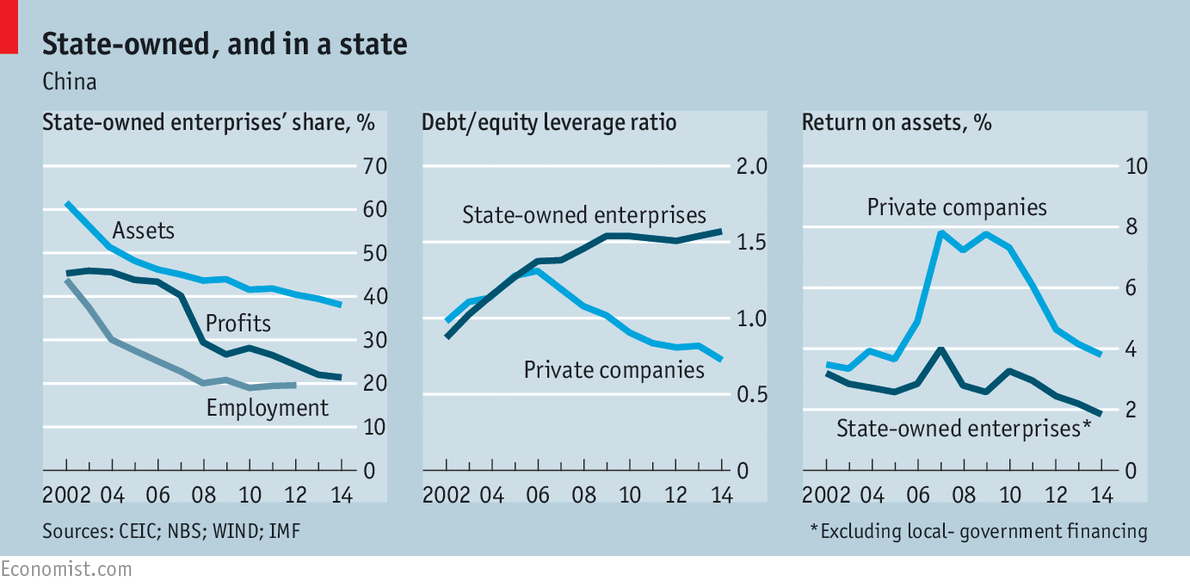 State-owned, and in a state
China
State-owned enterprises’ share, %
70
60
50
40
30
20
10
0
Assets
Profits
Employment
2002 04 06 08 10 12 14
Debt/equity leverage ratio
2.0
1.5
1.0
0.5
0
State-owned enterprises
Private companies
2002 04 06 08 10 12 14
Return on assets, %
10
8
6
4
2
0
Private companies
State-owned enterprises*
2002 04 06 08 10 12 14
Sources: CEIC; NBS; WIND; IMF
*Excluding local- government financing
Economist.com